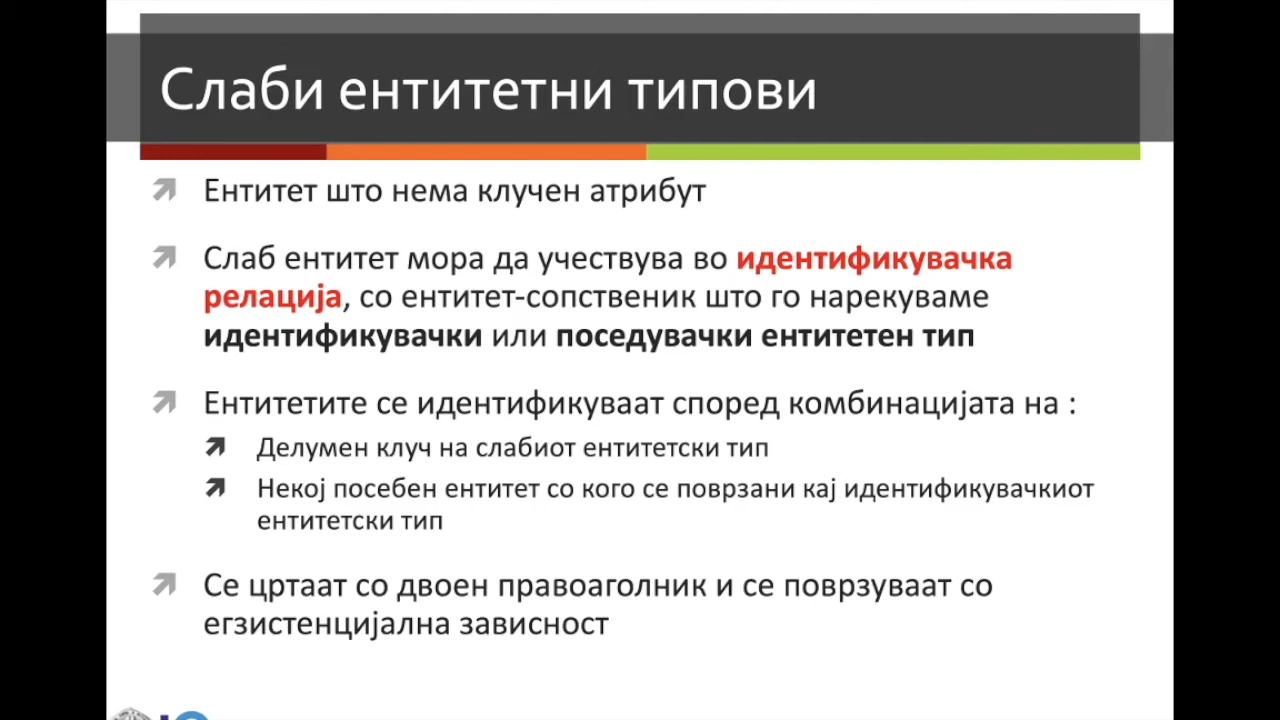 Слаби ентитетни типови
Ентитет што нема клучен атрибут
Слаб ентитет мора да учествува во идентификувачка
релација, со ентитет-сопственик што го нарекуваме
идентификувачки или поседувачки ентитетен тип
Ентитетите се идентификуваат според комбинацијата на :
Делумен клуч на слабиот ентитетски тип
Некој посебен ентитет со кого се поврзани кај идентификувачкиот
ентитетски тип
Се цртаат со двоен правоаголник и се поврзуваат со
егзистенцијална зависност